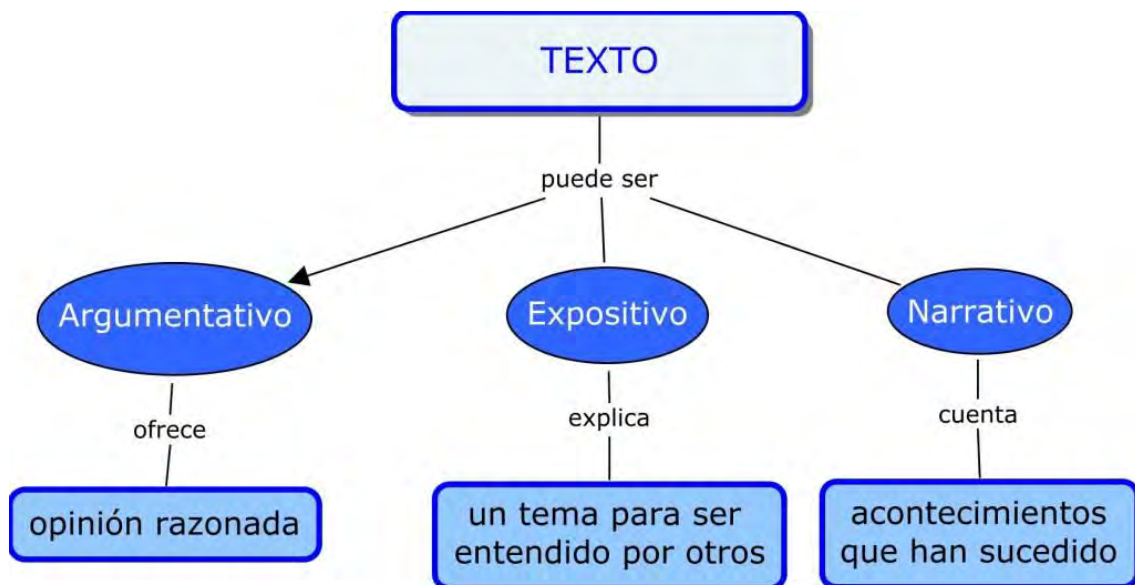 TEXTO
puede ser
Argumentativo
Expositivo
Narrativo
ofrece
explica
cuenta
opinión razonada
un tema para ser
entendido por otros
acontecimientos
que han sucedido